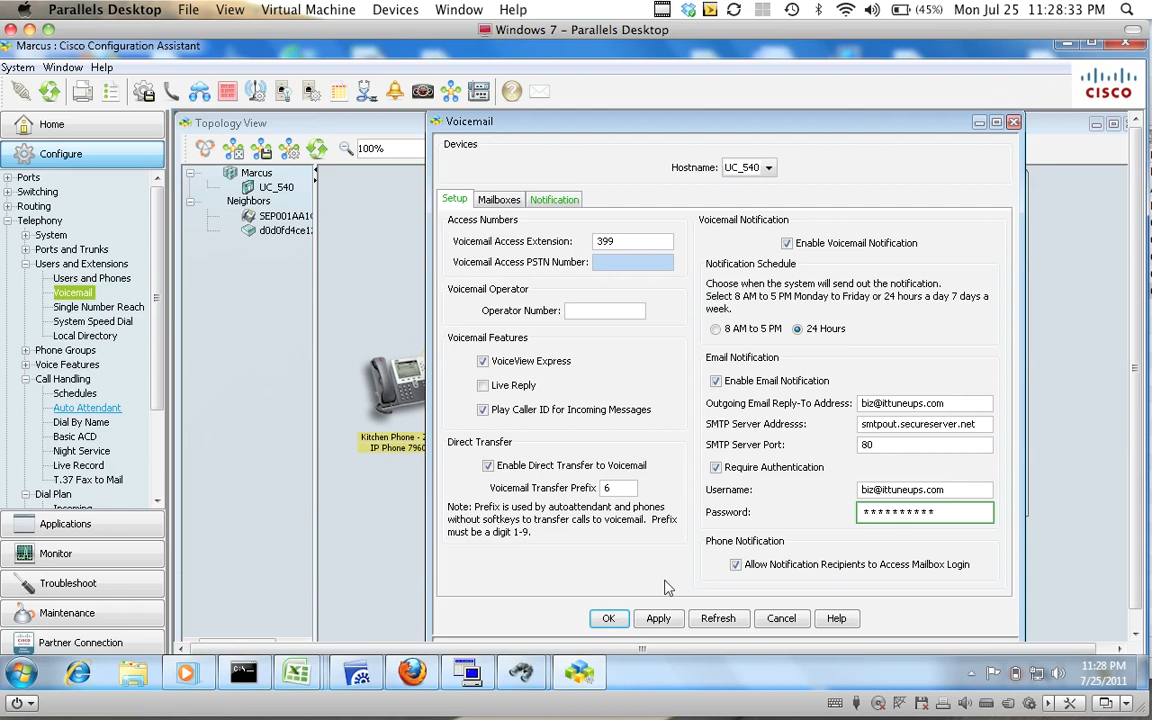 Parallels Desktop File View Virtual Machine Devices Window Help (45%) Mon Jul 25 11:28:33 PM
Windows 7 - Parallels Desktop
Marcus : Cisco Configuration Assistant
System Window Help
CISCO
Home
Configure
Ports
Switching
Routing
Telephony
System
Ports and Trunks
Users and Extensions
Users and Phones
Voicemail
Single Number Reach
System Speed Dial
Local Directory
Phone Groups
Voice Features
Call Handling
Schedules
Auto Attendant
Dial By Name
Basic ACD
Night Service
Live Record
T.37 Fax to Mail
Dial Plan
Incoming
Applications
Monitor
Troubleshoot
Maintenance
Partner Connection
Topology View
100%
Marcus
UC_540
Neighbors
SEP001AA1
d0d0fd4ce1
Kitchen Phone - 2
IP Phone 7960
Voicemail
Devices
Hostname: UC_540
Setup Mailboxes Notification
Access Numbers
Voicemail Access Extension: 399
Voicemail Access PSTN Number:
Voicemail Operator
Operator Number:
Voicemail Features
VoiceView Express
Live Reply
Play Caller ID for Incoming Messages
Direct Transfer
Enable Direct Transfer to Voicemail
Voicemail Transfer Prefix 6
Note: Prefix is used by autoattendant and phones
without softkeys to transfer calls to voicemail. Prefix
must be a digit 1-9.
Voicemail Notification
Enable Voicemail Notification
Notification Schedule
Choose when the system will send out the notification.
Select 8 AM to 5 PM Monday to Friday or 24 hours a day 7 days a
week.
8 AM to 5 PM 24 Hours
Email Notification
Enable Email Notification
Outgoing Email Reply-To Address: biz@ittuneups.com
SMTP Server Addresss: smtpout.secureserver.net
SMTP Server Port: 80
Require Authentication
Username: biz@ittuneups.com
Password: **********
Phone Notification
Allow Notification Recipients to Access Mailbox Login
OK Apply Refresh Cancel Help
11:28 PM
7/25/2011